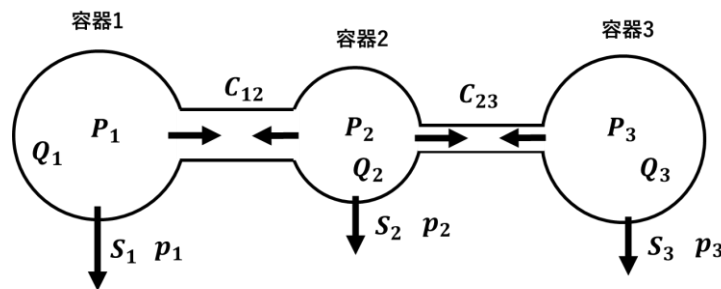 容器1
容器2
容器3
C₁₂
C₂₃
P₁
P₂
P₃
Q₁
Q₂
Q₃
S₁ p₁
S₂ p₂
S₃ p₃